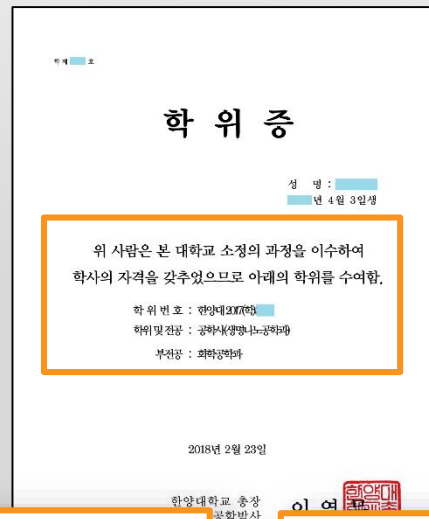 학 제 호
학 위 증
성 명 :
년 4월 3일생
위 사람은 본 대학교 소정의 과정을 이수하여
학사의 자격을 갖추었으므로 아래의 학위를 수여함.
학위번호 : 한양대2017(학)
학위 및 전공 : 공학사(생명나노공학과)
부전공 : 화학공학과
2018년 2월 23일
한양대학교 총장
공학박사 이 영